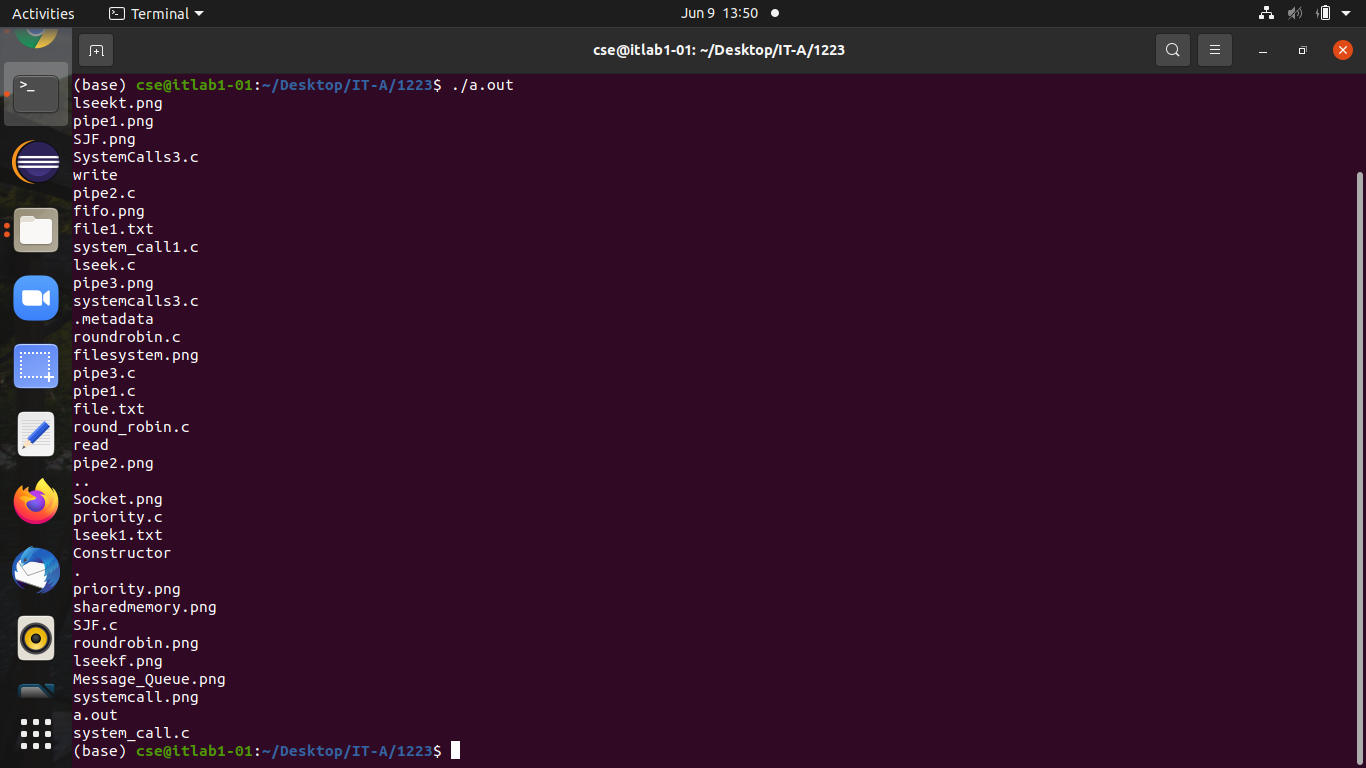 Activities Terminal Jun 9 13:50
cse@itlab1-01: ~/Desktop/IT-A/1223
(base) cse@itlab1-01:~/Desktop/IT-A/1223$ ./a.out
lseekt.png
pipe1.png
SJF.png
SystemCalls3.c
write
pipe2.c
fifo.png
file1.txt
system_call1.c
lseek.c
pipe3.png
systemcalls3.c
.metadata
roundrobin.c
filesystem.png
pipe3.c
pipe1.c
file.txt
round_robin.c
read
pipe2.png
..
Socket.png
priority.c
lseek1.txt
Constructor
.
priority.png
sharedmemory.png
SJF.c
roundrobin.png
lseekf.png
Message_Queue.png
systemcall.png
a.out
system_call.c
(base) cse@itlab1-01:~/Desktop/IT-A/1223$